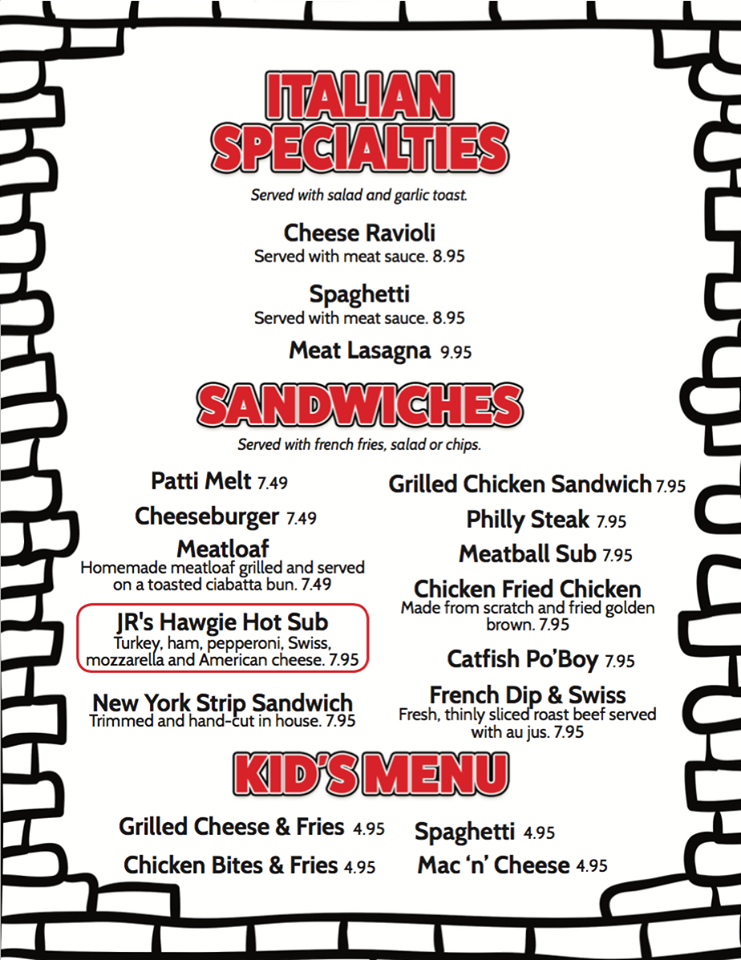 ITALIAN
SPECIALTIES
Served with salad and garlic toast.
Cheese Ravioli
Served with meat sauce. 8.95
Spaghetti
Served with meat sauce. 8.95
Meat Lasagna 9.95
SANDWICHES
Served with french fries, salad or chips.
Patti Melt 7.49
Cheeseburger 7.49
Meatloaf
Homemade meatloaf grilled and served
on a toasted ciabatta bun. 7.49
JR's Hawgie Hot Sub
Turkey, ham, pepperoni, Swiss,
mozzarella and American cheese. 7.95
New York Strip Sandwich
Trimmed and hand-cut in house. 7.95
Grilled Chicken Sandwich 7.95
Philly Steak 7.95
Meatball Sub 7.95
Chicken Fried Chicken
Made from scratch and fried golden
brown. 7.95
Catfish Po’Boy 7.95
French Dip & Swiss
Fresh, thinly sliced roast beef served
with au jus. 7.95
KID’S MENU
Grilled Cheese & Fries 4.95
Chicken Bites & Fries 4.95
Spaghetti 4.95
Mac ‘n’ Cheese 4.95